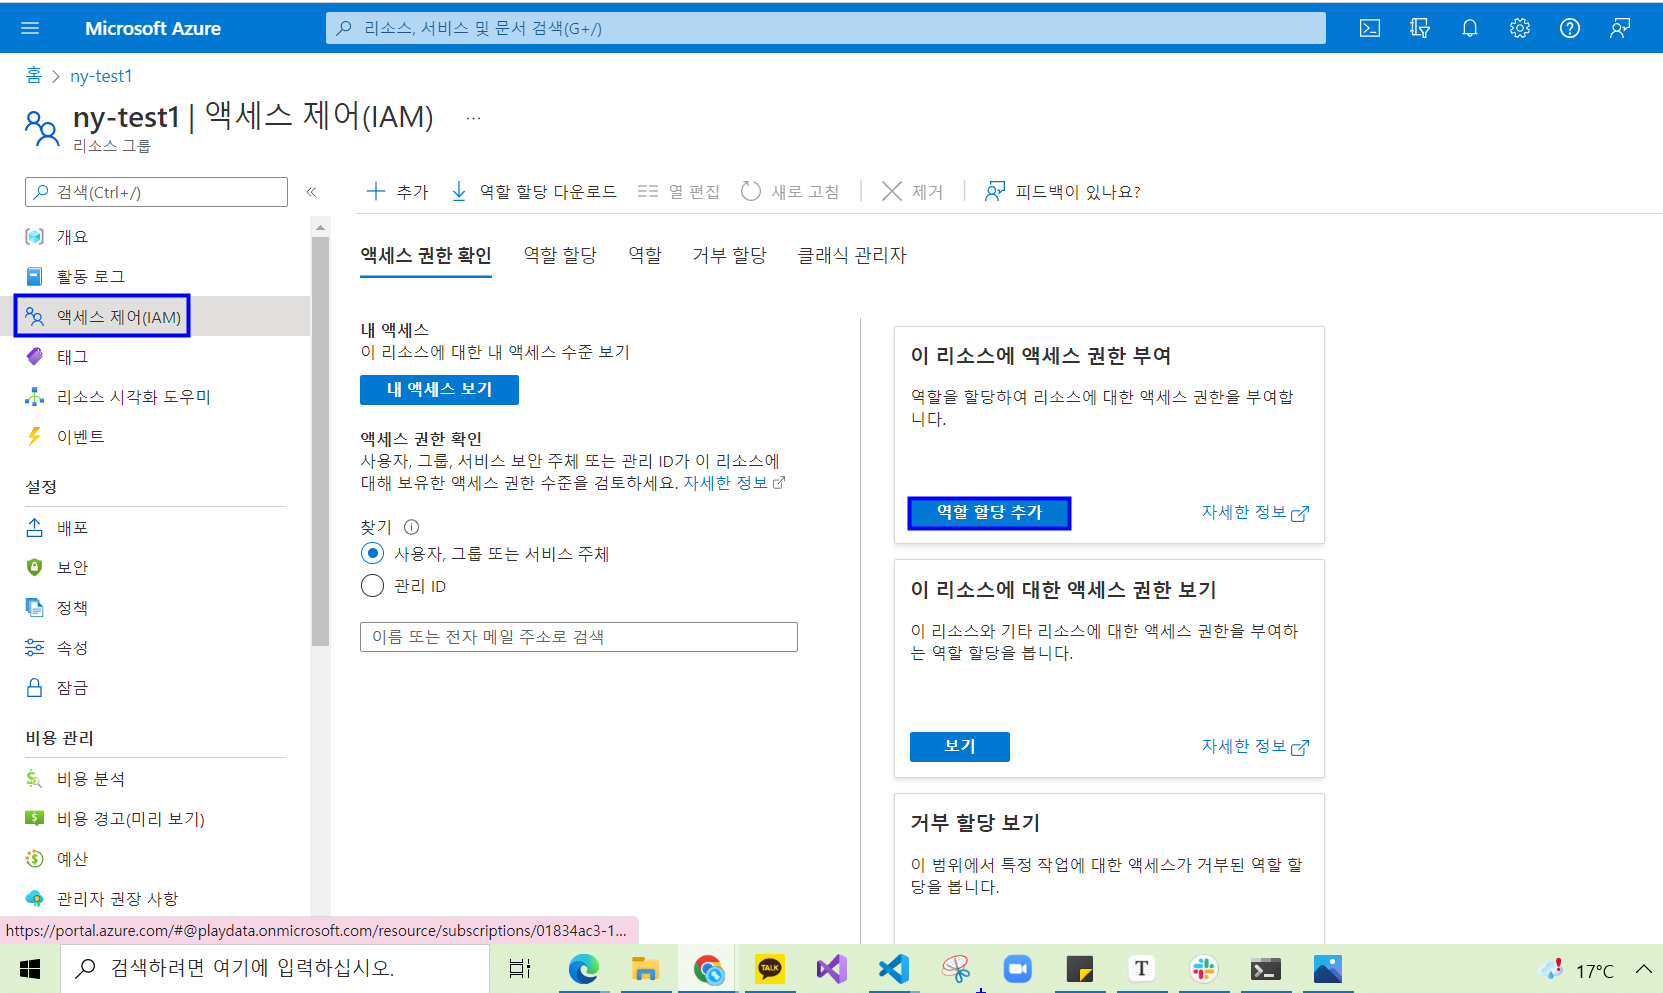 Microsoft Azure
리소스, 서비스 및 문서 검색(G+/)
홈 > ny-test1
ny-test1 | 액세스 제어(IAM) ...
리소스 그룹
검색(Ctrl+/) «
추가 역할 할당 다운로드 열 편집 새로 고침 제거 피드백이 있나요?
개요
활동 로그
액세스 제어(IAM)
태그
리소스 시각화 도우미
이벤트
설정
배포
보안
정책
속성
잠금
비용 관리
비용 분석
비용 경고(미리 보기)
예산
관리자 권장 사항
액세스 권한 확인 역할 할당 역할 거부 할당 클래식 관리자
내 액세스
이 리소스에 대한 내 액세스 수준 보기
내 액세스 보기
액세스 권한 확인
사용자, 그룹, 서비스 보안 주체 또는 관리 ID가 이 리소스에
대해 보유한 액세스 권한 수준을 검토하세요. 자세한 정보
찾기
사용자, 그룹 또는 서비스 주체
관리 ID
이름 또는 전자 메일 주소로 검색
이 리소스에 액세스 권한 부여
역할을 할당하여 리소스에 대한 액세스 권한을 부여합
니다.
역할 할당 추가 자세한 정보
이 리소스에 대한 액세스 권한 보기
이 리소스와 기타 리소스에 대한 액세스 권한을 부여하
는 역할 할당을 봅니다.
보기 자세한 정보
거부 할당 보기
이 범위에서 특정 작업에 대한 액세스가 거부된 역할 할
당을 봅니다.
https://portal.azure.com/#@playdata.onmicrosoft.com/resource/subscriptions/01834ac3-1...
검색하려면 여기에 입력하십시오.
TALK
T
17°C